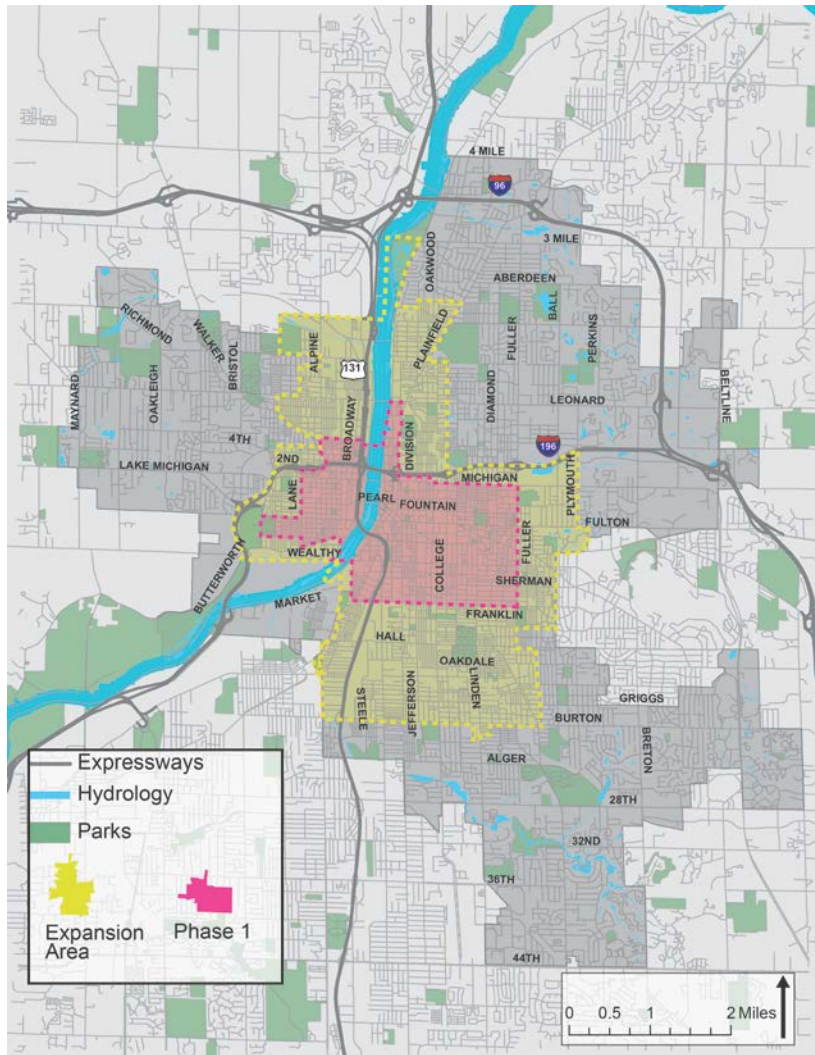 4 MILE
96
3 MILE
OAKWOOD
ABERDEEN
BALL
FULLER
PERKINS
PLAINFIELD
RICHMOND
WALKER
BRISTOL
ALPINE
131
MAYNARD
OAKLEIGH
DIAMOND
BELTLINE
LEONARD
4TH
BROADWAY
DIVISION
196
2ND
LAKE MICHIGAN
MICHIGAN
PLYMOUTH
LANE
PEARL
FOUNTAIN
FULTON
FULLER
WEALTHY
COLLEGE
BUTTERWORTH
SHERMAN
MARKET
FRANKLIN
HALL
OAKDALE
LINDEN
STEELE
JEFFERSON
GRIGGS
BURTON
BRETON
ALGER
28TH
32ND
36TH
44TH
Expressways
Hydrology
Parks
Expansion
Area
Phase 1
0 0.5 1 2 Miles